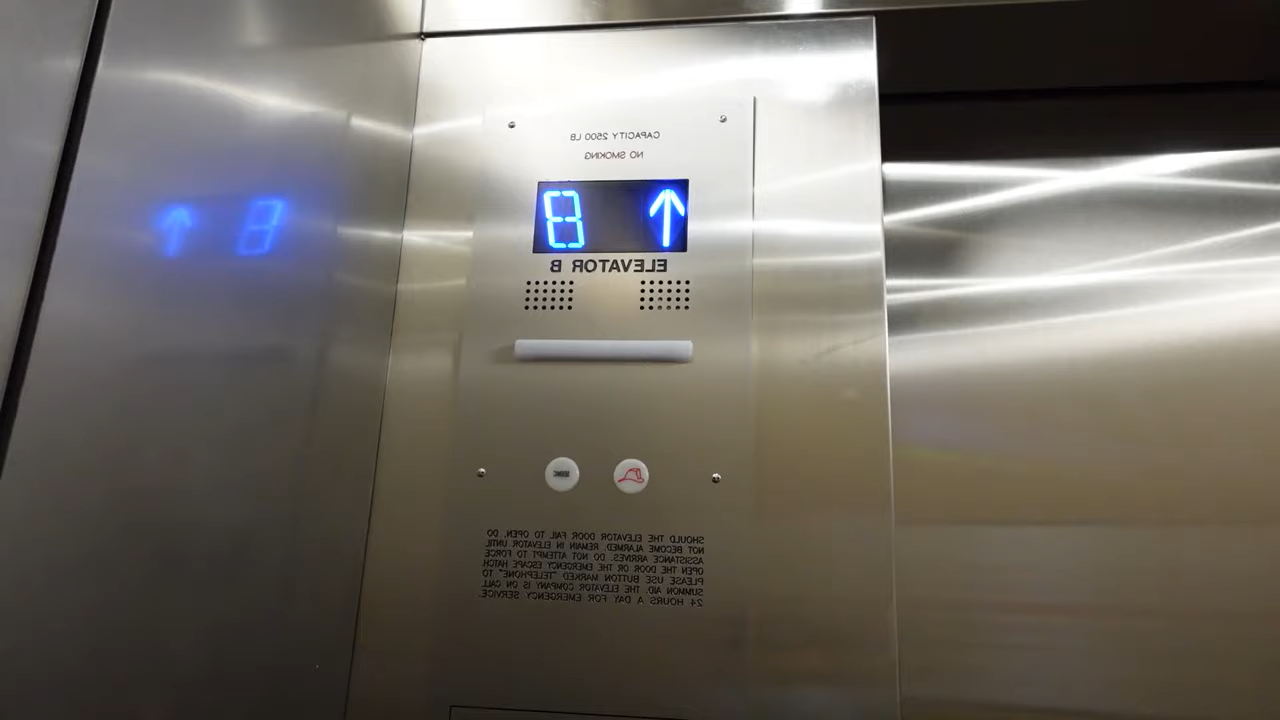 CAPACITY 2500 LB
NO SMOKING
↑ 8
ELEVATOR B
SHOULD THE ELEVATOR DOOR FAIL TO OPEN, DO
NOT BECOME ALARMED. REMAIN IN ELEVATOR UNTIL
ASSISTANCE ARRIVES. DO NOT ATTEMPT TO FORCE
OPEN THE DOOR OR THE EMERGENCY ESCAPE HATCH.
PLEASE USE BUTTON MARKED "TELEPHONE" TO
SUMMON AID. THE ELEVATOR COMPANY IS ON CALL
24 HOURS A DAY FOR EMERGENCY SERVICE.